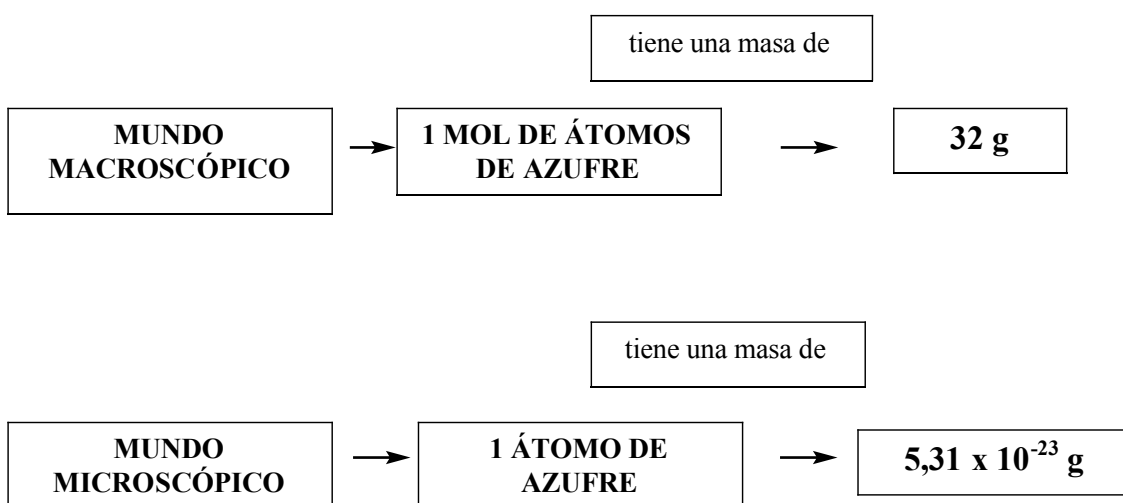 tiene una masa de
MUNDO
MACROSCÓPICO
1 MOL DE ÁTOMOS
DE AZUFRE
32 g
tiene una masa de
MUNDO
MICROSCÓPICO
1 ÁTOMO DE
AZUFRE
5,31 x 10⁻²³ g